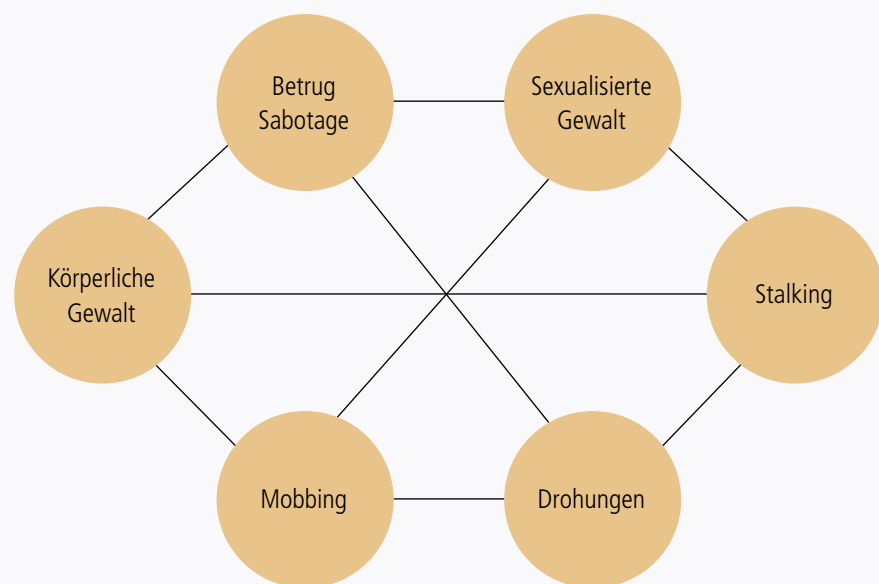 Betrug
Sabotage
Sexualisierte
Gewalt
Körperliche
Gewalt
Stalking
Mobbing
Drohungen